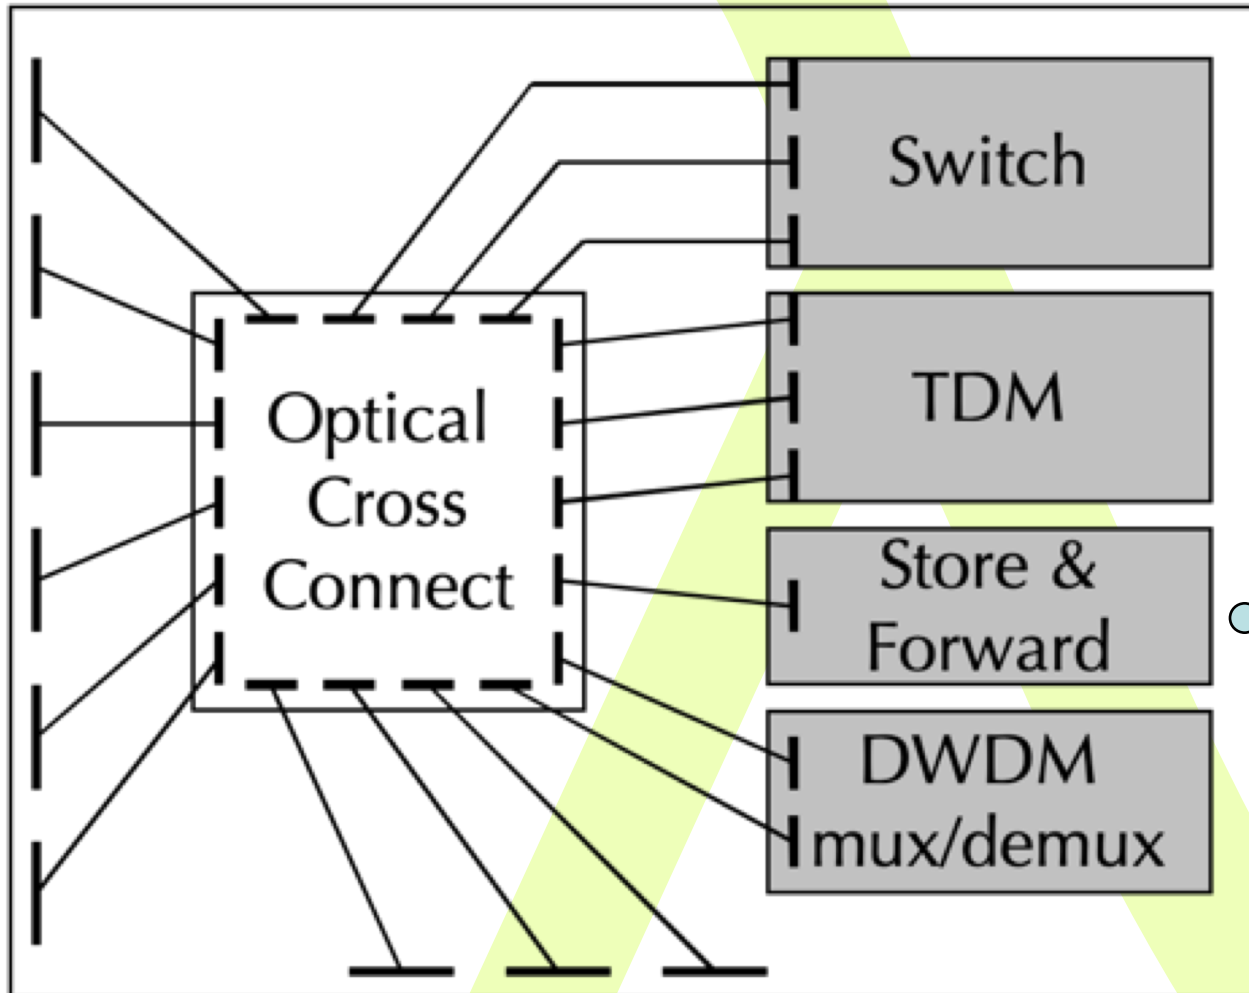 Switch
Optical
Cross
Connect
TDM
Store &
Forward
DWDM
mux/demux